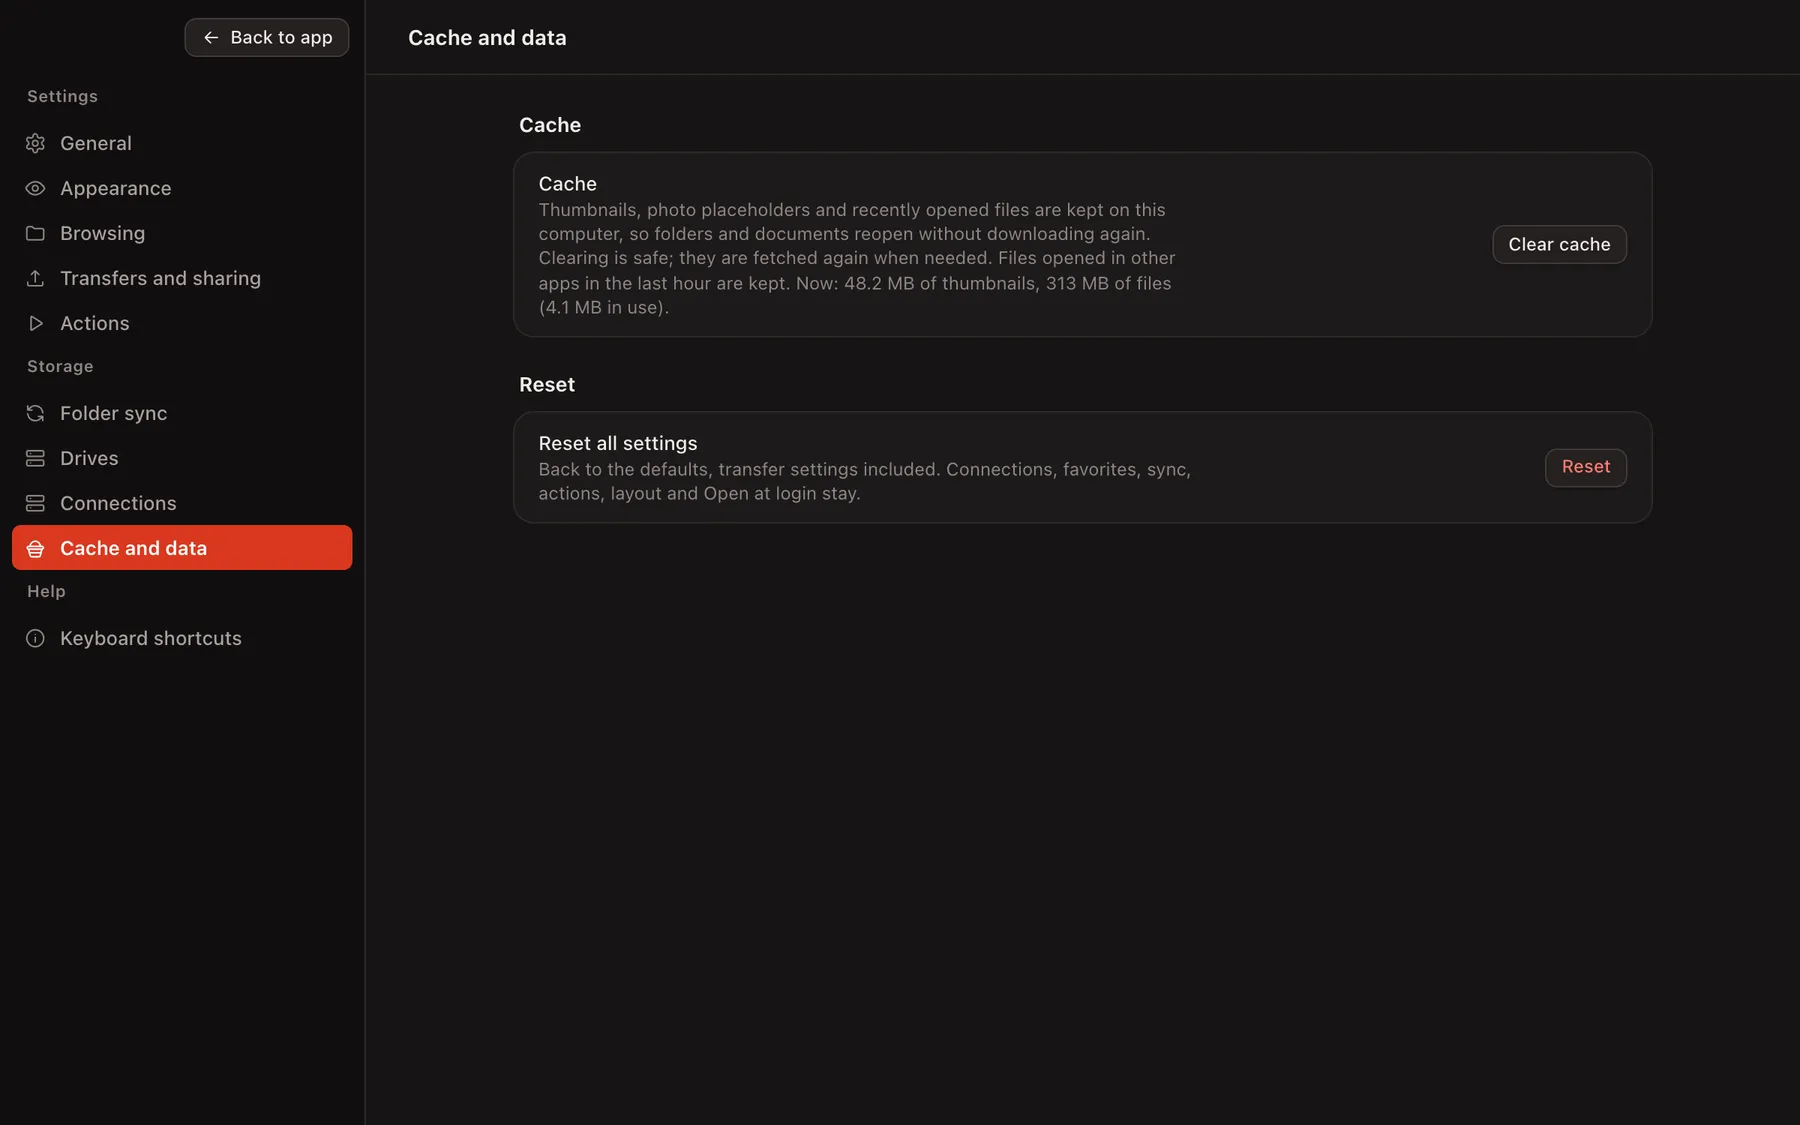 Back to app
Settings
General
Appearance
Browsing
Transfers and sharing
Actions
Storage
Folder sync
Drives
Connections
Cache and data
Help
Keyboard shortcuts
Cache and data
Cache
Cache
Thumbnails, photo placeholders and recently opened files are kept on this
computer, so folders and documents reopen without downloading again.
Clearing is safe; they are fetched again when needed. Files opened in other
apps in the last hour are kept. Now: 48.2 MB of thumbnails, 313 MB of files
(4.1 MB in use).
Clear cache
Reset
Reset all settings
Back to the defaults, transfer settings included. Connections, favorites, sync,
actions, layout and Open at login stay.
Reset